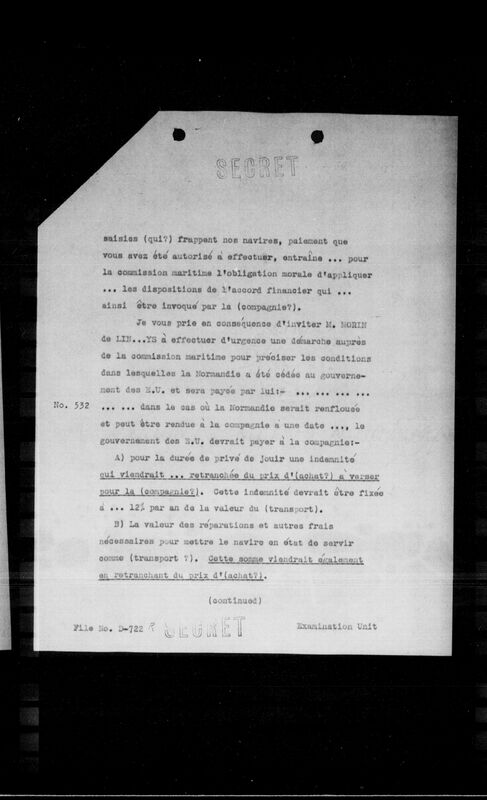 SECRET
saisies (qui?) frappent nos navires, paiement que
vous avez été autorisé à effectuer, entraîne ... pour
la commission maritime l'obligation morale d'appliquer
... les dispositions de l'accord financier qui ...
ainsi être invoqué par la (compagnie?).
Je vous prie en conséquence d'inviter M. MORIN
de LIN...YS à effectuer d'urgence une démarche auprès
de la commission maritime pour préciser les conditions
dans lesquelles la Normandie a été cédée au gouverne-
ment des E.U. et sera payée par lui:- ... ... ... ...
No. 532 ... ... dans le cas où la Normandie serait renflouée
et peut être rendue à la compagnie à une date ..., le
gouvernement des E.U. devrait payer à la compagnie:-
A) pour la durée de privé de jouir une indemnité
qui viendrait ... retranchée du prix d'(achat?) à verser
pour la (compagnie?). Cette indemnité devrait être fixée
à ... 12% par an de la valeur du (transport).
B) La valeur des réparations et autres frais
nécessaires pour mettre le navire en état de servir
comme (transport ?). Cette somme viendrait également
en retranchant du prix d'(achat?).
(continued)
File No. D-722 SECRET Examination Unit